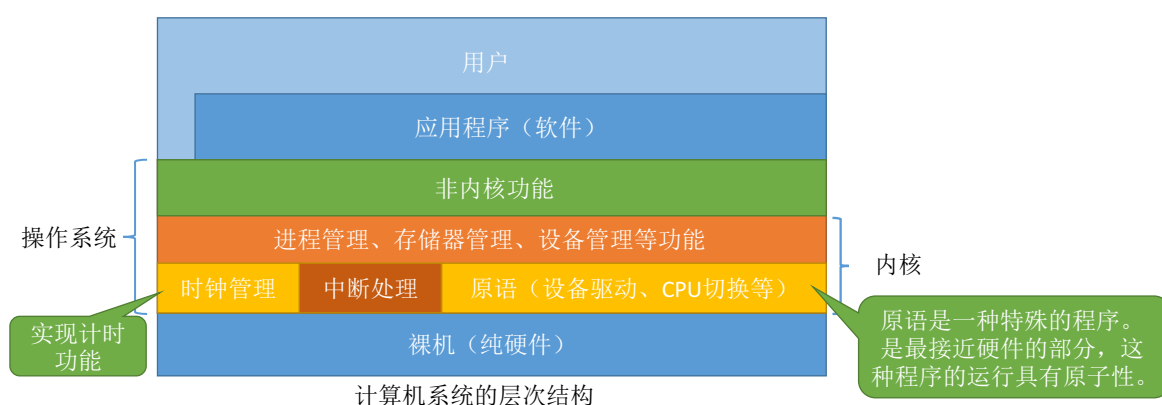 用户
应用程序（软件）
非内核功能
操作系统
进程管理、存储器管理、设备管理等功能
内核
时钟管理
中断处理
原语（设备驱动、CPU切换等）
实现计时
功能
裸机（纯硬件）
原语是一种特殊的程序。
是最接近硬件的部分，这
种程序的运行具有原子性。
计算机系统的层次结构